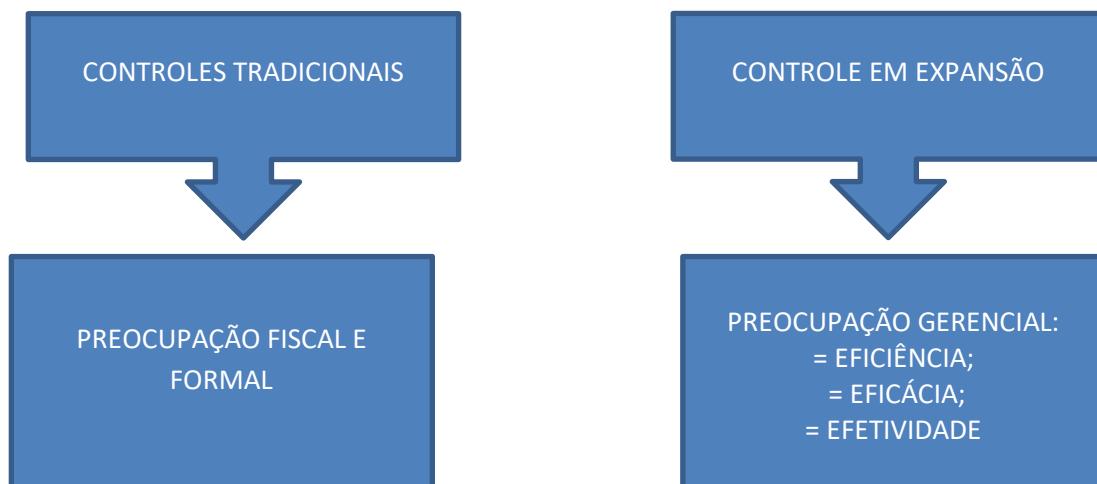 CONTROLES TRADICIONAIS
CONTROLE EM EXPANSÃO
PREOCUPAÇÃO FISCAL E
FORMAL
PREOCUPAÇÃO GERENCIAL:
= EFICIÊNCIA;
= EFICÁCIA;
= EFETIVIDADE